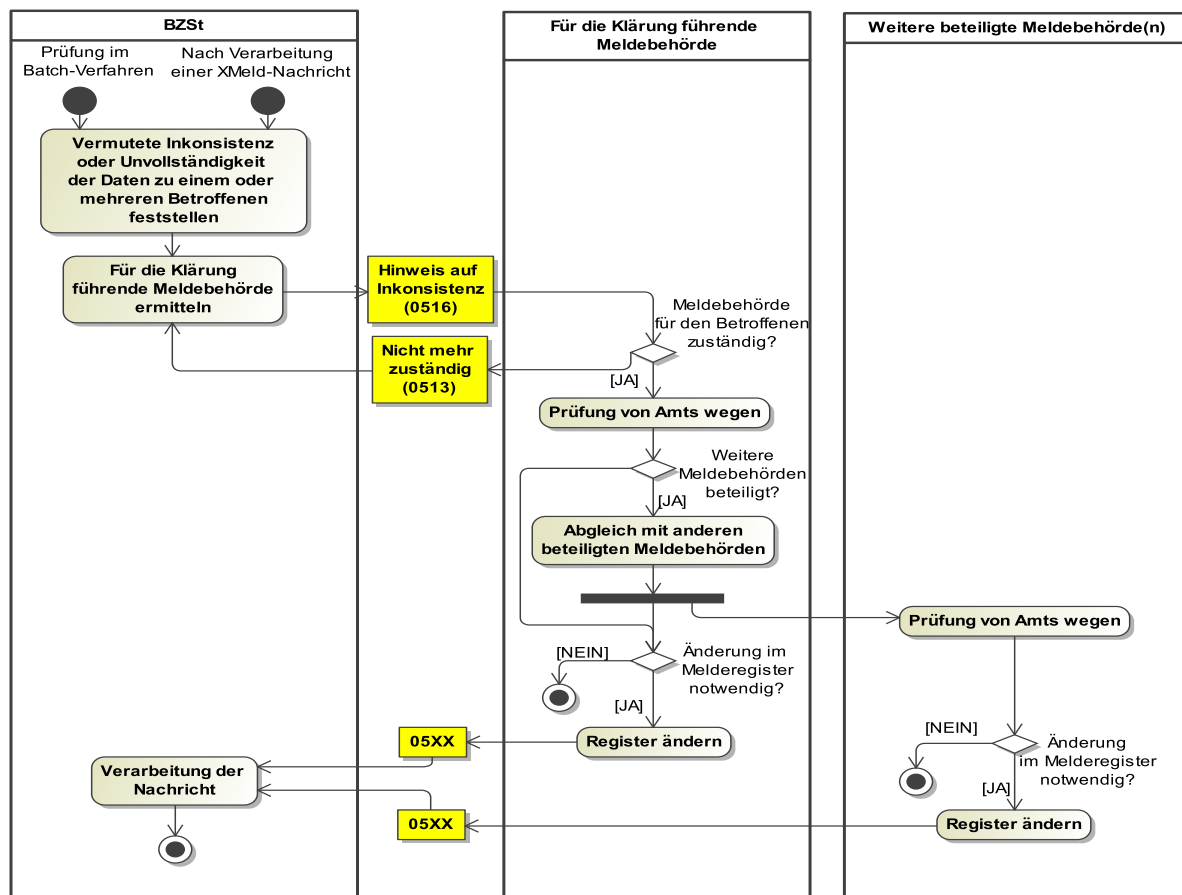 BZSt
Für die Klärung führende
Meldebehörde
Weitere beteiligte Meldebehörde(n)
Prüfung im
Batch-Verfahren
Nach Verarbeitung
einer XMeld-Nachricht
Vermutete Inkonsistenz
oder Unvollständigkeit
der Daten zu einem oder
mehreren Betroffenen
feststellen
Für die Klärung
führende Meldebehörde
ermitteln
Hinweis auf
Inkonsistenz
(0516)
Meldebehörde
für den Betroffenen
zuständig?
Nicht mehr
zuständig
(0513)
[JA]
Prüfung von Amts wegen
Weitere
Meldebehörden
beteiligt?
[JA]
Abgleich mit anderen
beteiligten Meldebehörden
Prüfung von Amts wegen
[NEIN]
Änderung im
Melderegister
notwendig?
[JA]
Register ändern
05XX
[NEIN]
Änderung
im Melderegister
notwendig?
[JA]
Verarbeitung der
Nachricht
05XX
Register ändern